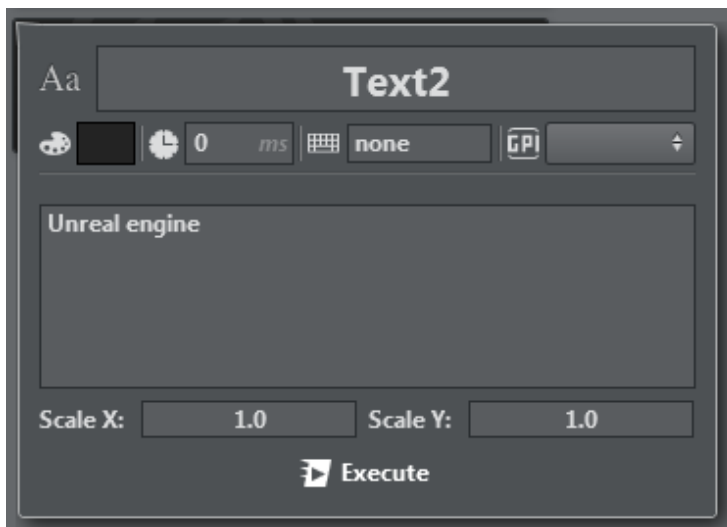 Aa Text2
0 ms none GPI
Unreal engine
Scale X: 1.0 Scale Y: 1.0
Execute